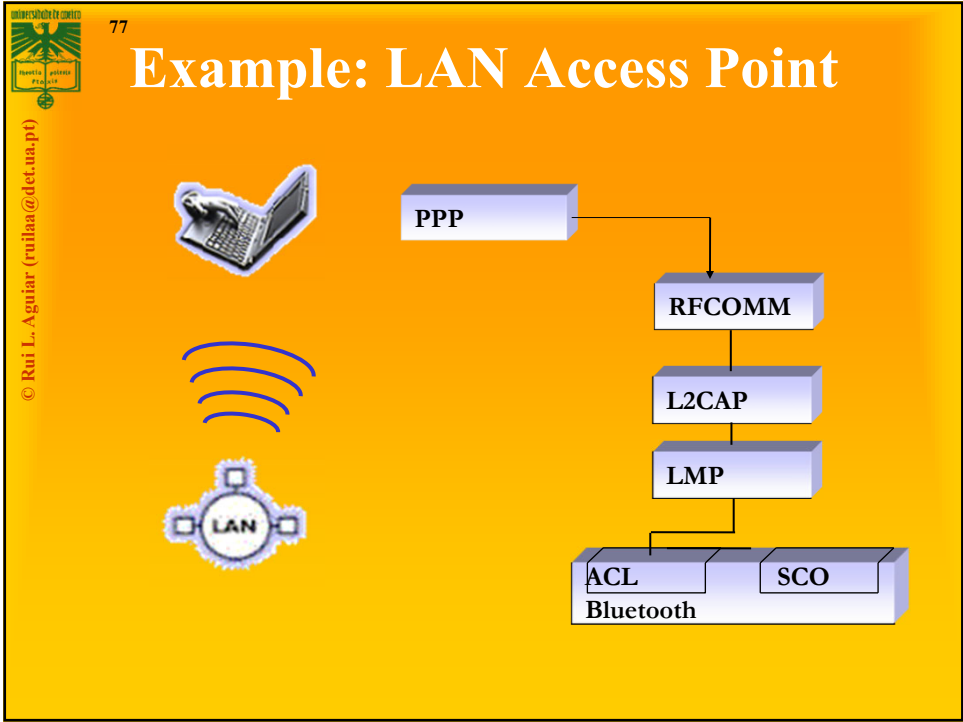 77
Example: LAN Access Point
© Rui L. Aguiar (ruilaa@det.ua.pt)
PPP
RFCOMM
L2CAP
LMP
LAN
ACL SCO
Bluetooth